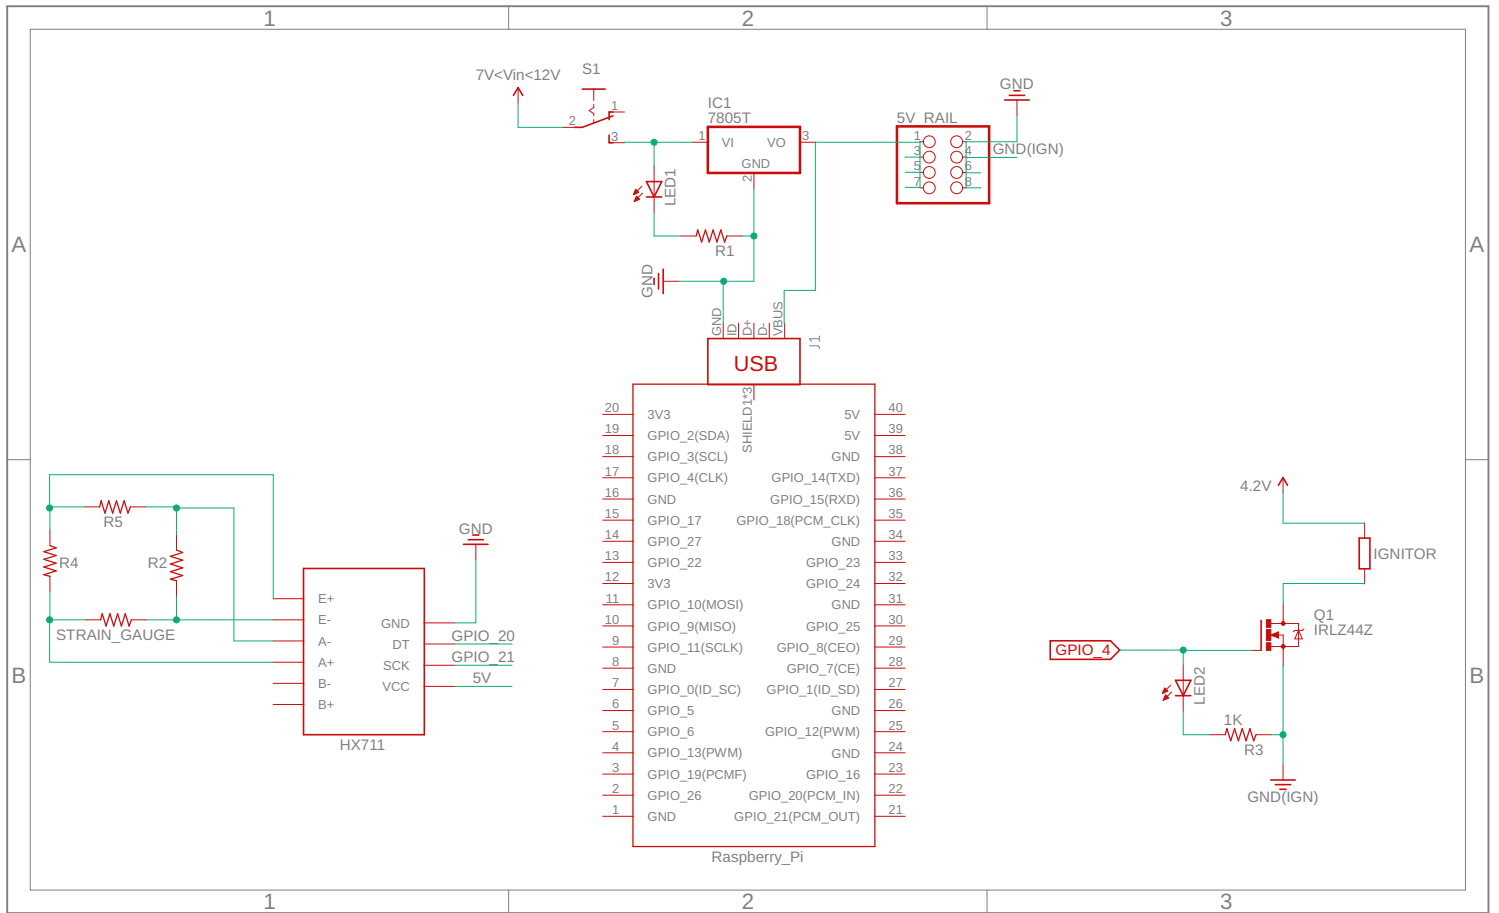 1
2
3
A
A
B
B
1
2
3
7V<Vin<12V
S1
1
2
3
IC1
7805T
1
VI
VO
3
GND
2
LED1
R1
GND
5V_RAIL
1
2
3
4
5
6
7
8
GND
GND(IGN)
GND
ID
D+
D-
VBUS
J1
USB
SHIELD1*3
20 3V3
19 GPIO_2(SDA)
18 GPIO_3(SCL)
17 GPIO_4(CLK)
16 GND
15 GPIO_17
14 GPIO_27
13 GPIO_22
12 3V3
11 GPIO_10(MOSI)
10 GPIO_9(MISO)
9 GPIO_11(SCLK)
8 GND
7 GPIO_0(ID_SC)
6 GPIO_5
5 GPIO_6
4 GPIO_13(PWM)
3 GPIO_19(PCMF)
2 GPIO_26
1 GND
5V 40
5V 39
GND 38
GPIO_14(TXD) 37
GPIO_15(RXD) 36
GPIO_18(PCM_CLK) 35
GND 34
GPIO_23 33
GPIO_24 32
GND 31
GPIO_25 30
GPIO_8(CEO) 29
GPIO_7(CE) 28
GPIO_1(ID_SD) 27
GND 26
GPIO_12(PWM) 25
GND 24
GPIO_16 23
GPIO_20(PCM_IN) 22
GPIO_21(PCM_OUT) 21
Raspberry_Pi
R5
R4
R2
STRAIN_GAUGE
E+
E-
A-
A+
B-
B+
GND
DT
SCK
VCC
HX711
GND
GPIO_20
GPIO_21
5V
4.2V
IGNITOR
Q1
IRLZ44Z
GPIO_4
LED2
1K
R3
GND(IGN)